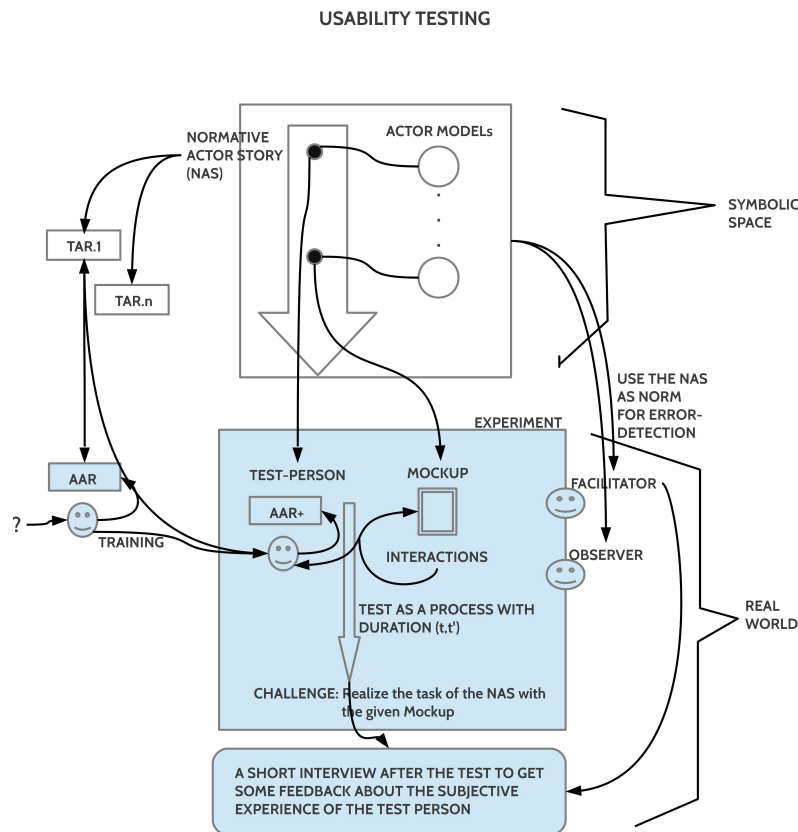 USABILITY TESTING
NORMATIVE
ACTOR STORY
(NAS)
ACTOR MODELs
SYMBOLIC
SPACE
TAR.1
TAR.n
USE THE NAS
AS NORM
FOR ERROR-
DETECTION
EXPERIMENT
TEST-PERSON
MOCKUP
FACILITATOR
AAR
AAR+
?
TRAINING
INTERACTIONS
OBSERVER
TEST AS A PROCESS WITH
DURATION (t,t')
REAL
WORLD
CHALLENGE: Realize the task of the NAS with
the given Mockup
A SHORT INTERVIEW AFTER THE TEST TO GET
SOME FEEDBACK ABOUT THE SUBJECTIVE
EXPERIENCE OF THE TEST PERSON